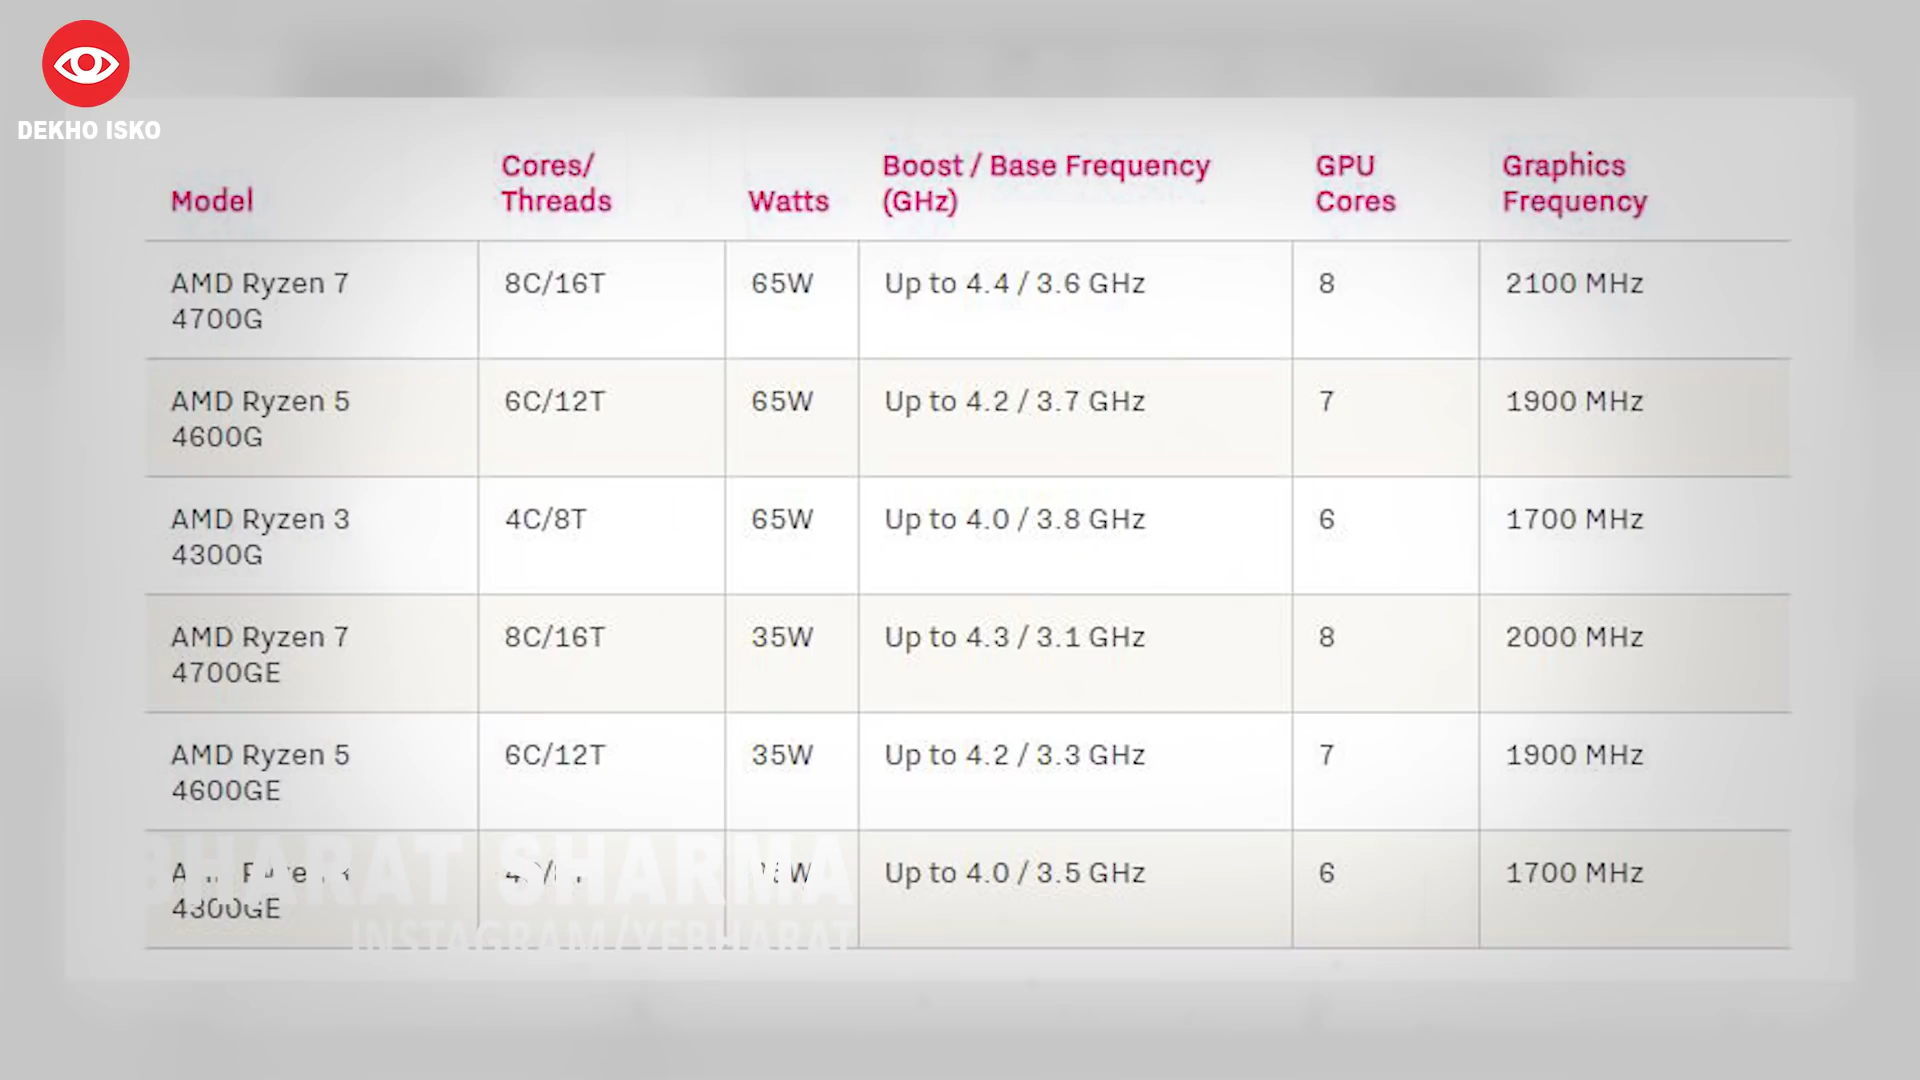 DEKHO ISKO
Model Cores/ Threads Watts Boost / Base Frequency (GHz) GPU Cores Graphics Frequency
AMD Ryzen 7 4700G 8C/16T 65W Up to 4.4 / 3.6 GHz 8 2100 MHz
AMD Ryzen 5 4600G 6C/12T 65W Up to 4.2 / 3.7 GHz 7 1900 MHz
AMD Ryzen 3 4300G 4C/8T 65W Up to 4.0 / 3.8 GHz 6 1700 MHz
AMD Ryzen 7 4700GE 8C/16T 35W Up to 4.3 / 3.1 GHz 8 2000 MHz
AMD Ryzen 5 4600GE 6C/12T 35W Up to 4.2 / 3.3 GHz 7 1900 MHz
4300GE Up to 4.0 / 3.5 GHz 6 1700 MHz
BHARAT SHARMA
INSTAGRAM/YEBHARAT